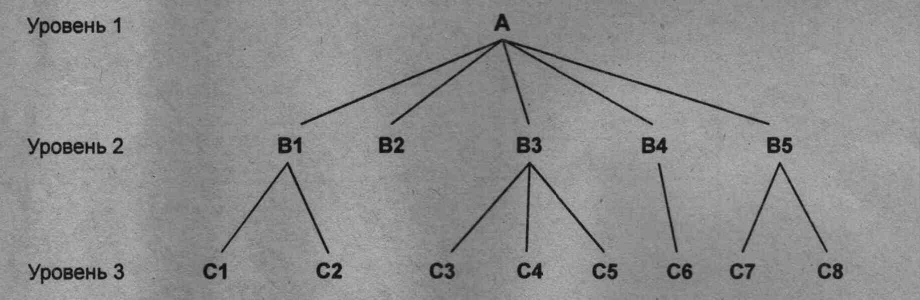 Уровень 1 A
Уровень 2 B1 B2 B3 B4 B5
Уровень 3 C1 C2 C3 C4 C5 C6 C7 C8